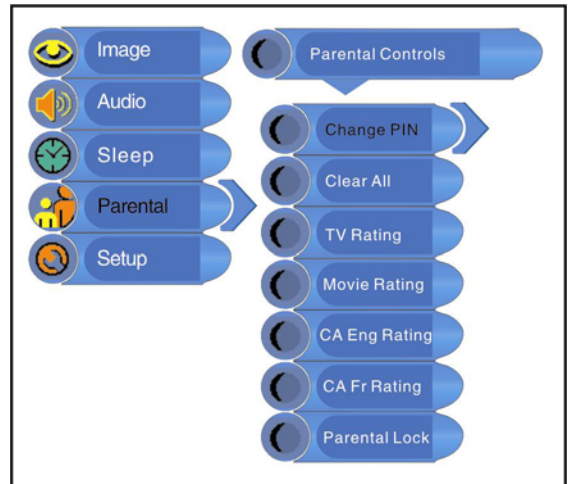 Image
Audio
Sleep
Parental
Setup
Parental Controls
Change PIN
Clear All
TV Rating
Movie Rating
CA Eng Rating
CA Fr Rating
Parental Lock